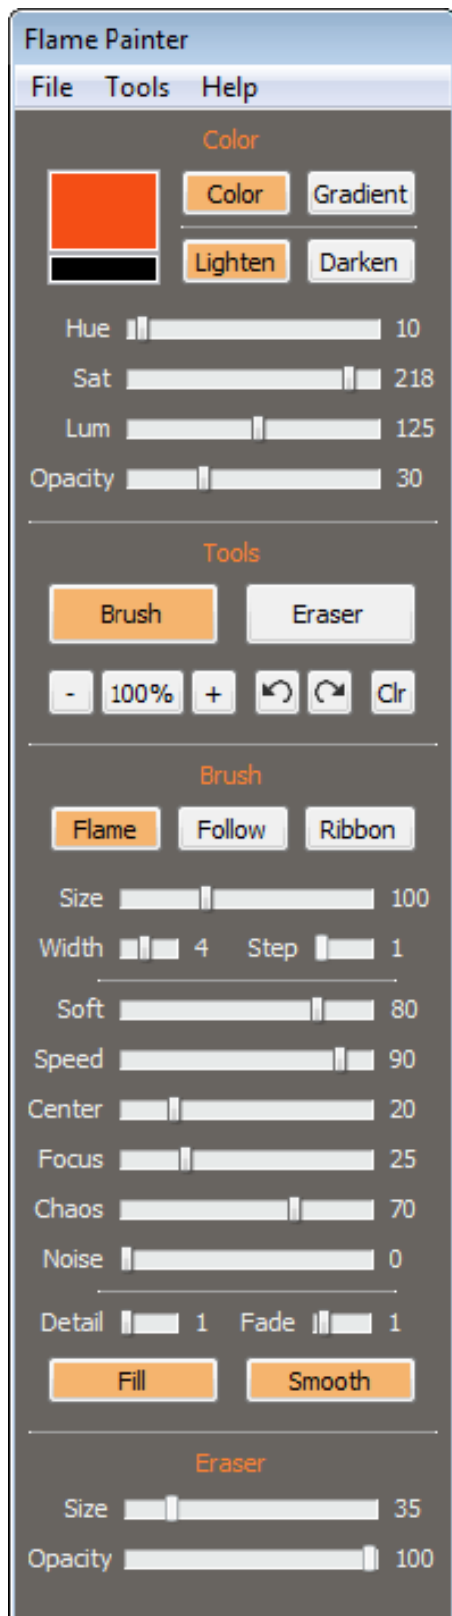 Flame Painter
File Tools Help
Color
Color Gradient
Lighten Darken
Hue 10
Sat 218
Lum 125
Opacity 30
Tools
Brush Eraser
- 100% + Clr
Brush
Flame Follow Ribbon
Size 100
Width 4 Step 1
Soft 80
Speed 90
Center 20
Focus 25
Chaos 70
Noise 0
Detail 1 Fade 1
Fill Smooth
Eraser
Size 35
Opacity 100